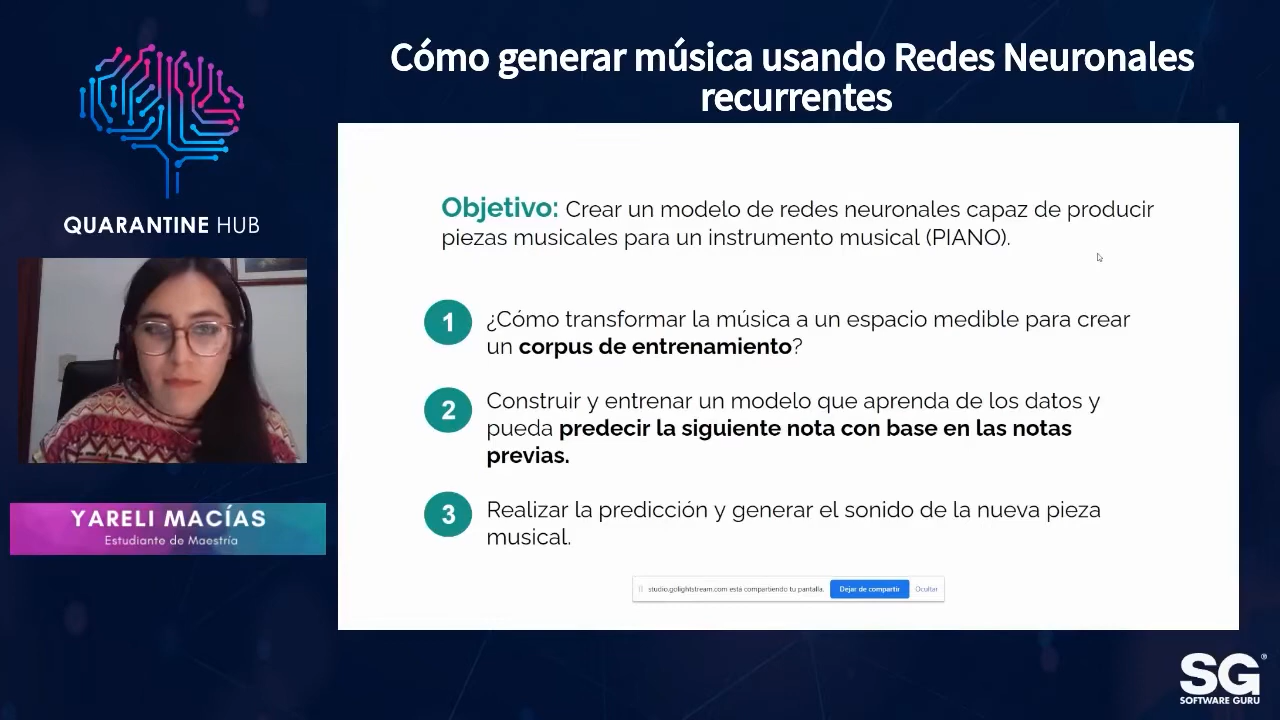 Cómo generar música usando Redes Neuronales
recurrentes
QUARANTINE HUB
YARELI MACÍAS
Estudiante de Maestría
Objetivo: Crear un modelo de redes neuronales capaz de producir
piezas musicales para un instrumento musical (PIANO).
1 ¿Cómo transformar la música a un espacio medible para crear
un corpus de entrenamiento?
2 Construir y entrenar un modelo que aprenda de los datos y
pueda predecir la siguiente nota con base en las notas
previas.
3 Realizar la predicción y generar el sonido de la nueva pieza
musical.
studio.golightstream.com está compartiendo tu pantalla. Dejar de compartir Ocultar
SG®
SOFTWARE GURU